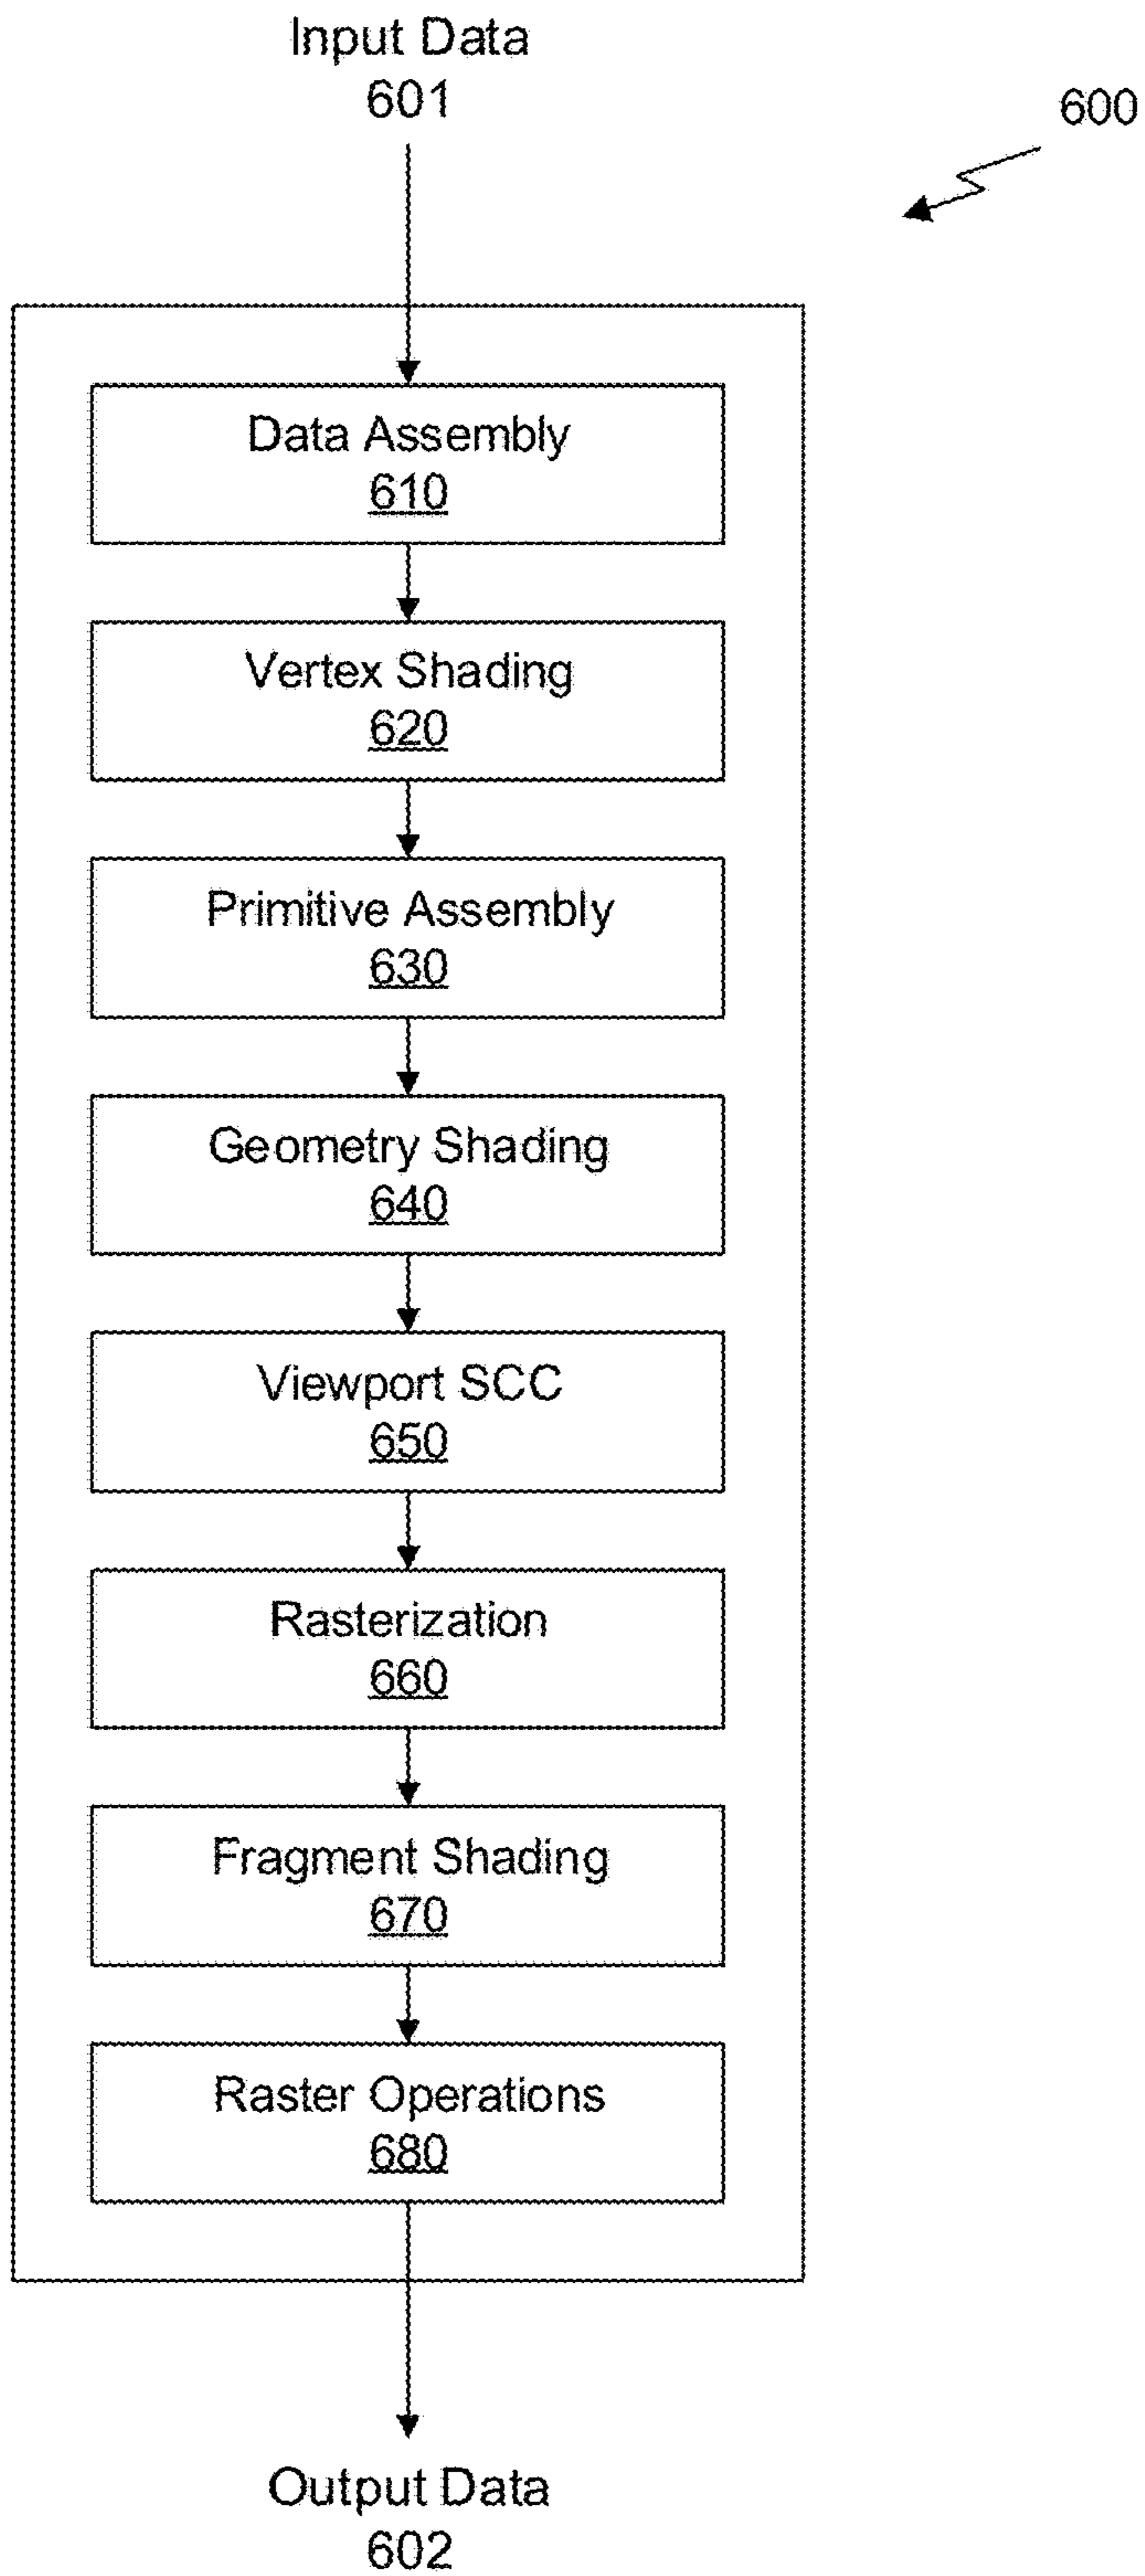 Input Data
601
600
Data Assembly
610
Vertex Shading
620
Primitive Assembly
630
Geometry Shading
640
Viewport SCC
650
Rasterization
660
Fragment Shading
670
Raster Operations
680
Output Data
602